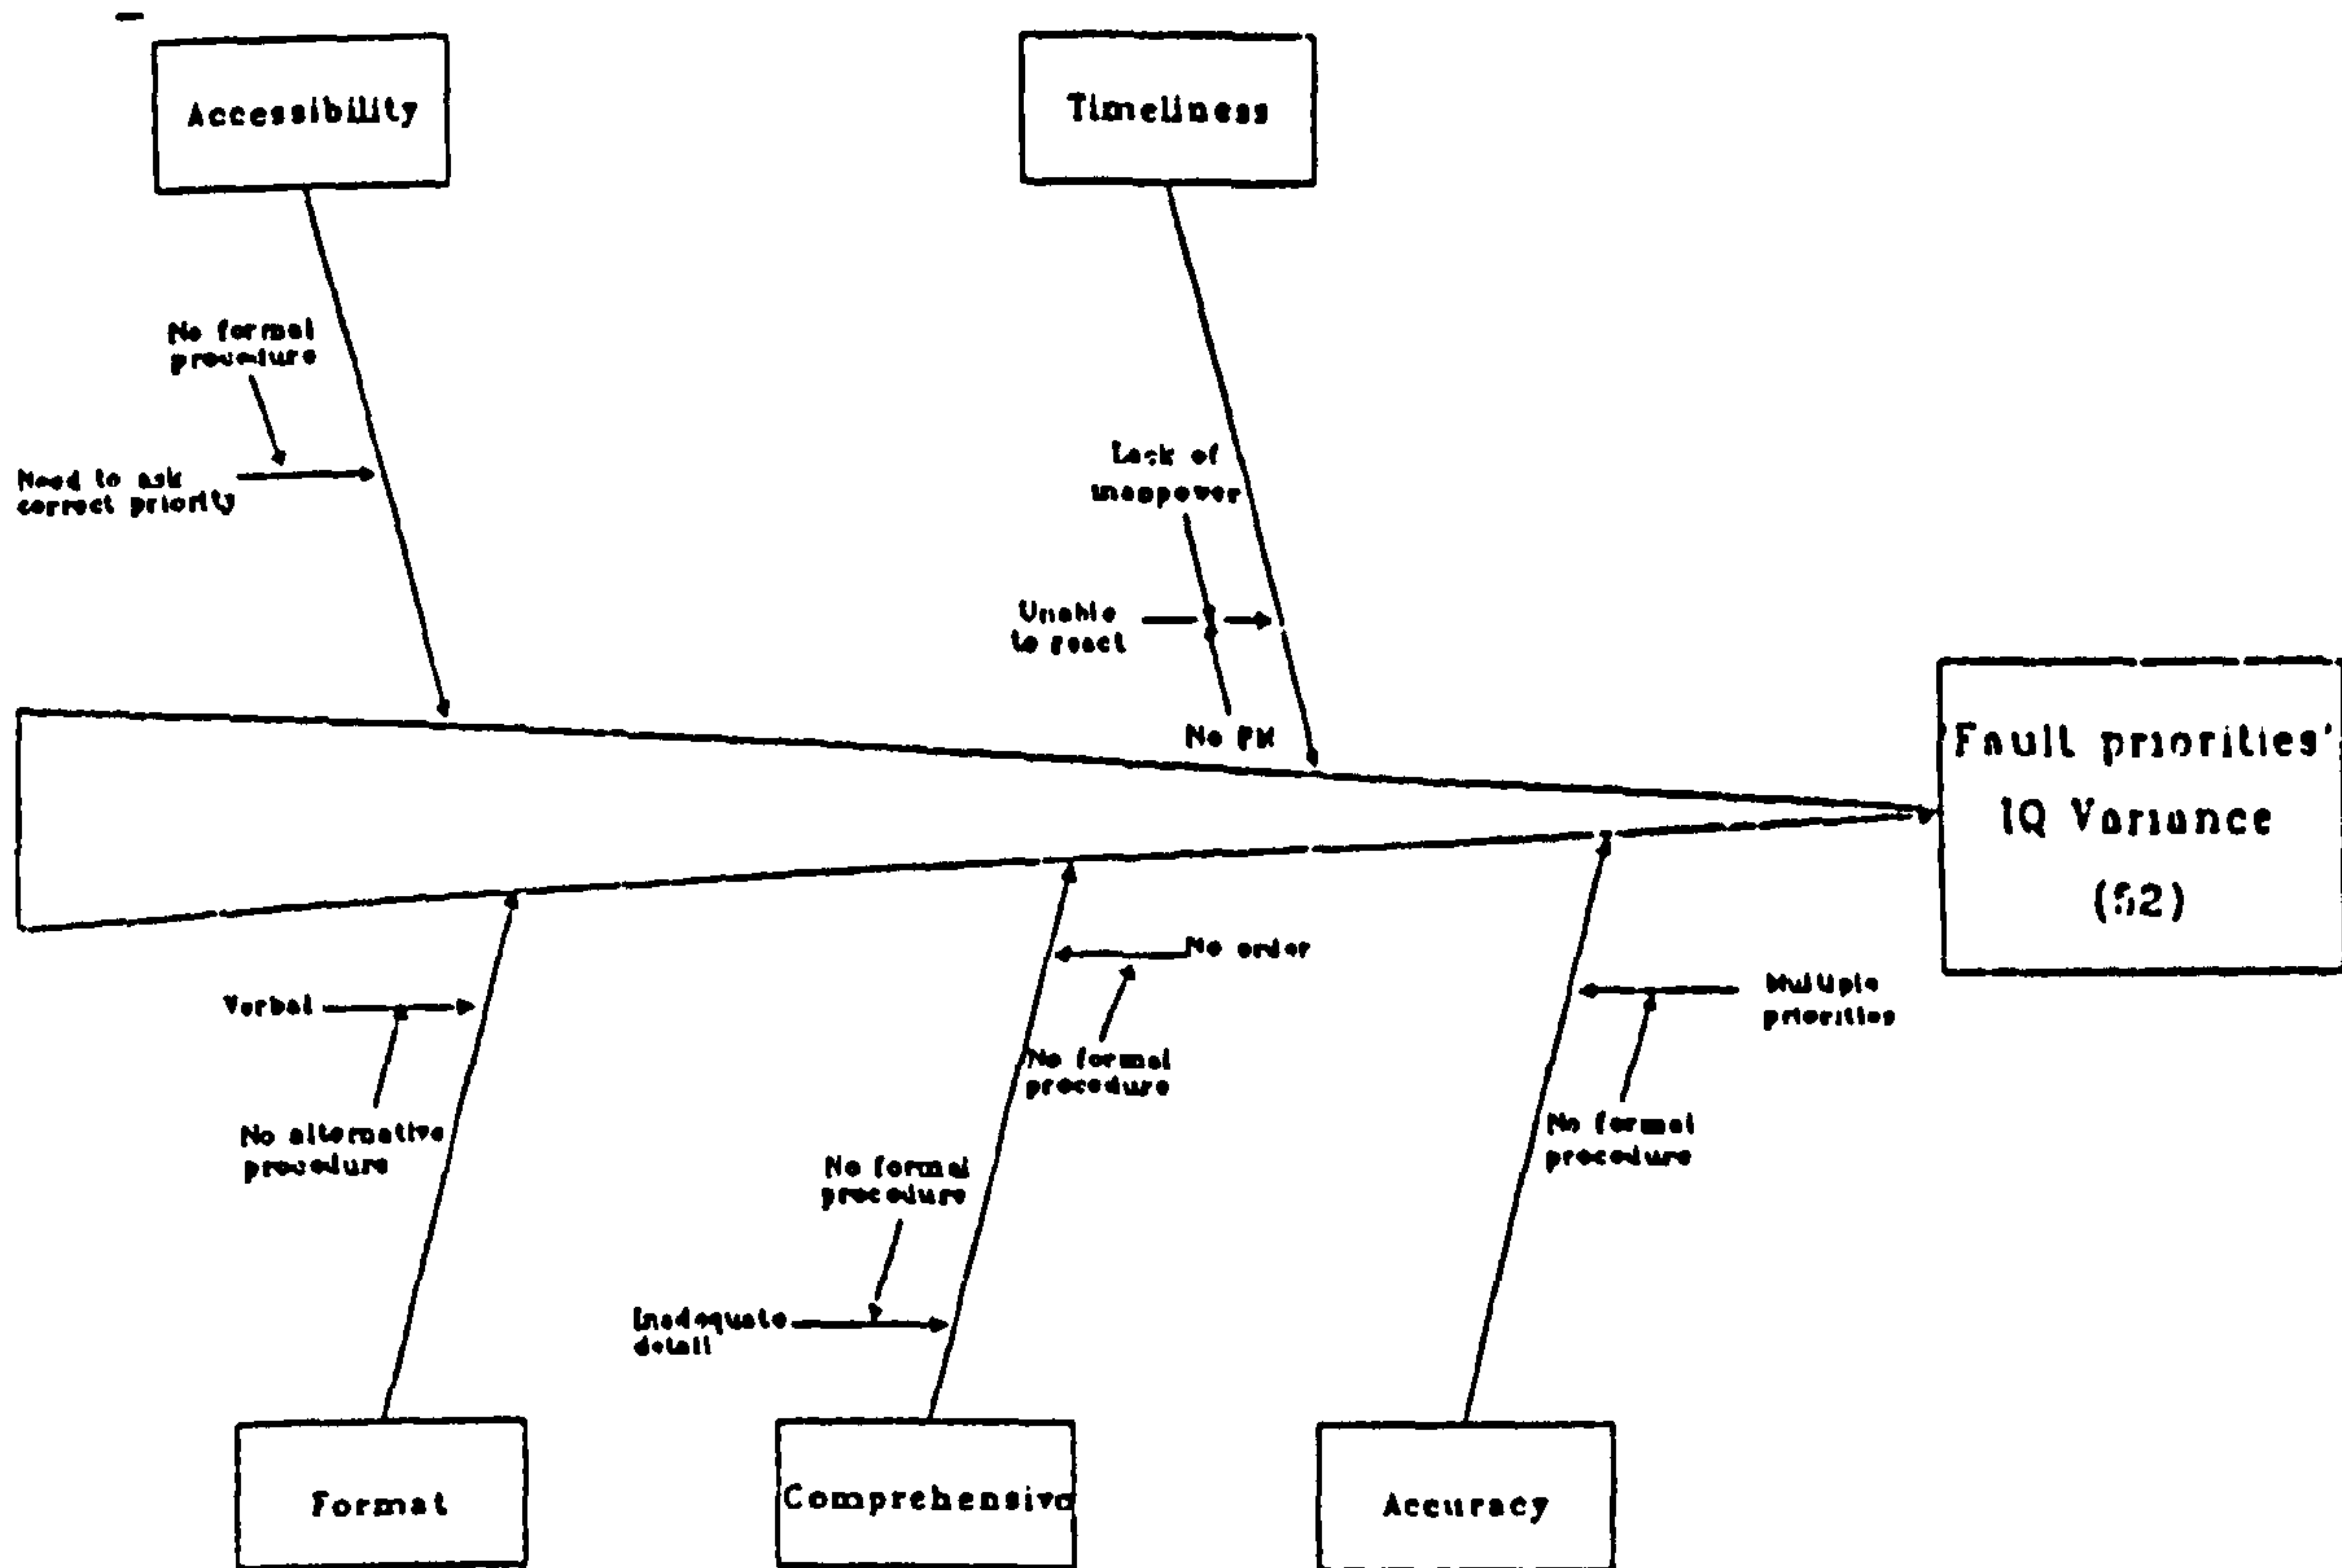 Accessibility
Timeliness
No formal
procedure
Need to ask
correct priority
Lack of
manpower
Unable
to react
No PM
Fault priorities'
IQ Variance
No order
Verbal
Multiple
priorities
No formal
procedure
No alternative
procedure
No formal
procedure
No formal
procedure
Inadequate
detail
Format
Comprehensive
Accuracy